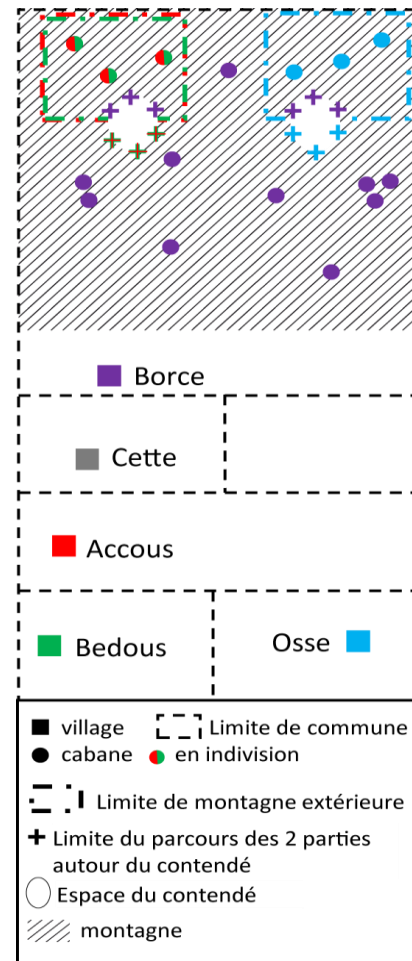 Borce
Cette
Accous
Bedous
Osse
village
Limite de commune
cabane
en indivision
Limite de montagne extérieure
Limite du parcours des 2 parties
autour du contendé
Espace du contendé
montagne